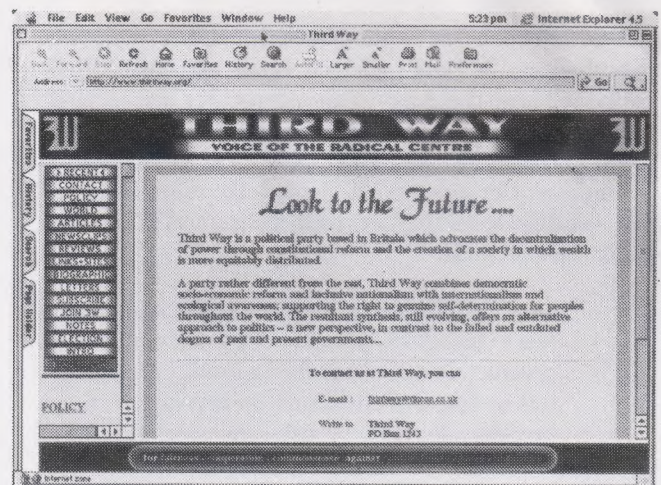 File Edit View Go Favorites Window Help 5:23 pm Internet Explorer 4.5
Third Way
Back Forward Stop Refresh Home Favorites History Search AutoFill Larger Smaller Print Mail Preferences
Address: http://www.thirdway.org/ Go
Favorites
History
Search
Page Holder
3W THIRD WAY 3W
VOICE OF THE RADICAL CENTRE
RECENT
CONTACT
POLICY
WORLD
ARTICLES
NEWSCLIPS
REVIEWS
LINKS-SITES
BIOGRAPHIC
LETTERS
SUBSCRIBE
JOIN 3W
NOTES
ELECTION
INTRO
POLICY
Look to the Future ....
Third Way is a political party based in Britain which advocates the decentralisation
of power through constitutional reform and the creation of a society in which wealth
is more equitably distributed.
A party rather different from the rest, Third Way combines democratic
socio-economic reform and inclusive nationalism with internationalism and
ecological awareness; supporting the right to genuine self-determination for peoples
throughout the world. The resultant synthesis, still evolving, offers an alternative
approach to politics – a new perspective, in contrast to the failed and outdated
dogma of past and present governments...
To contact us at Third Way, you can
E-mail :
Write to Third Way
PO Box 1243
for fairness against
Internet zone